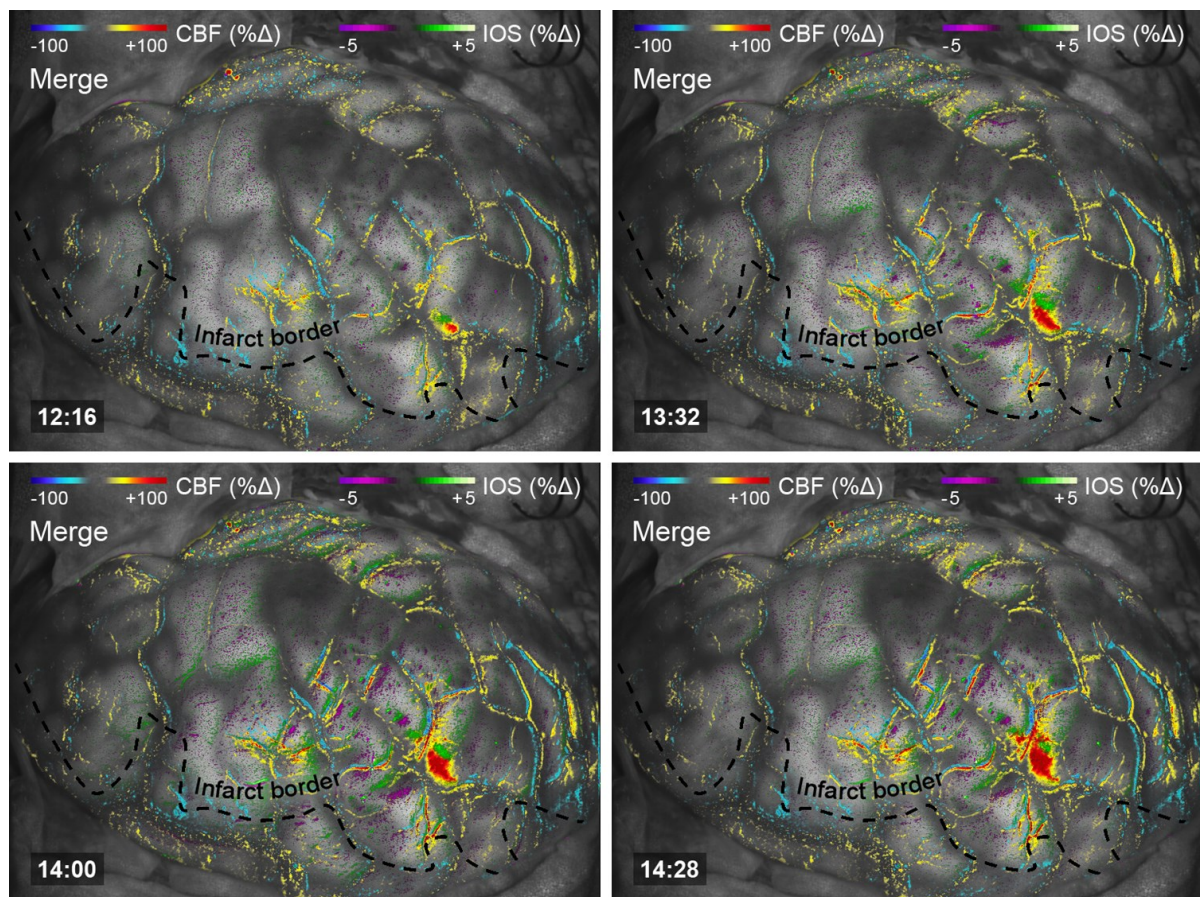 CBF (%Δ) IOS (%Δ)
-100 +100 -5 +5
Merge
Infarct border
12:16
CBF (%Δ) IOS (%Δ)
-100 +100 -5 +5
Merge
Infarct border
13:32
CBF (%Δ) IOS (%Δ)
-100 +100 -5 +5
Merge
Infarct border
14:00
CBF (%Δ) IOS (%Δ)
-100 +100 -5 +5
Merge
Infarct border
14:28